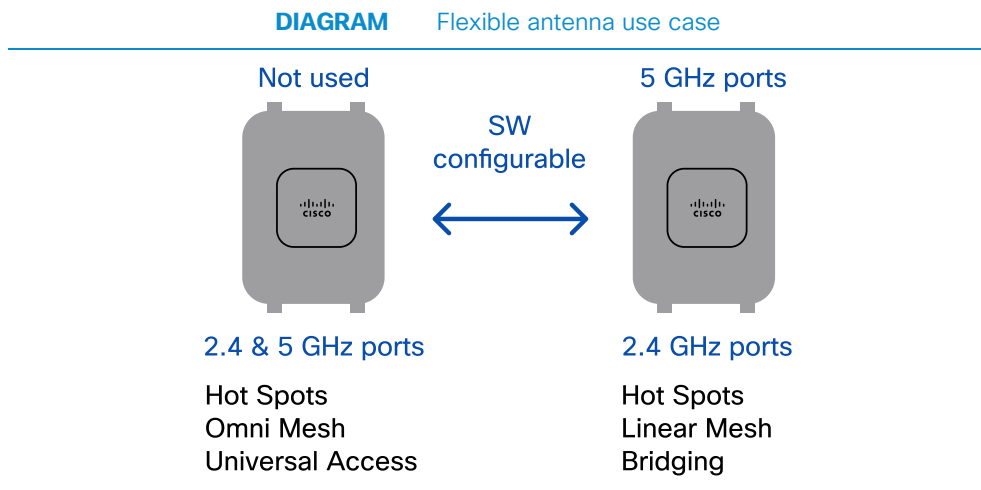 DIAGRAM Flexible antenna use case
Not used
5 GHz ports
SW
configurable
CISCO
CISCO
2.4 & 5 GHz ports
2.4 GHz ports
Hot Spots
Omni Mesh
Universal Access
Hot Spots
Linear Mesh
Bridging